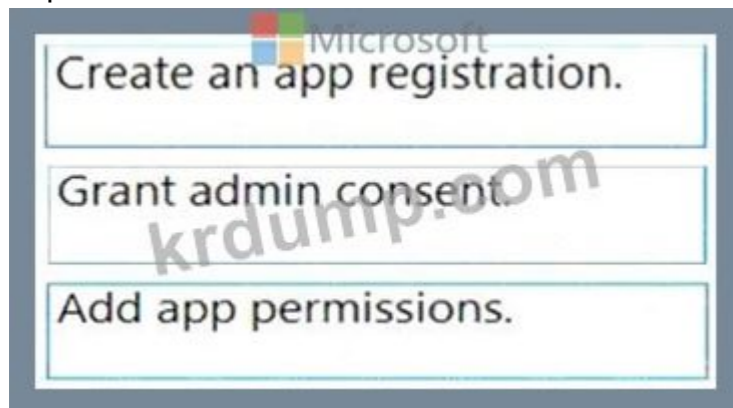 Microsoft
Create an app registration.
Grant admin consent.
krdump.com
Add app permissions.